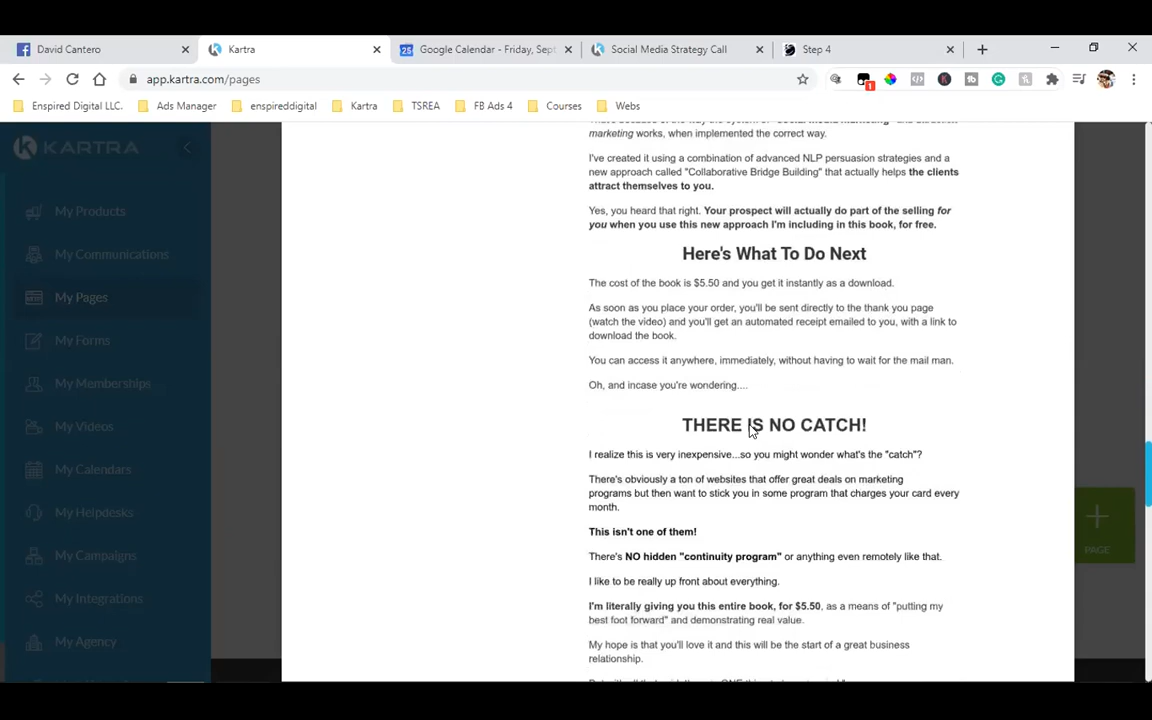 David Cantero
Kartra
Google Calendar - Friday, Sept
Social Media Strategy Call
Step 4
app.kartra.com/pages
1
Enspired Digital LLC.
Ads Manager
enspireddigital
Kartra
TSREA
FB Ads 4
Courses
Webs
KARTRA
My Products
My Communications
My Pages
My Forms
My Memberships
My Videos
My Calendars
My Helpdesks
My Campaigns
My Integrations
My Agency
marketing works, when implemented the correct way.
I've created it using a combination of advanced NLP persuasion strategies and a
new approach called "Collaborative Bridge Building" that actually helps the clients
attract themselves to you.
Yes, you heard that right. Your prospect will actually do part of the selling for
you when you use this new approach I'm including in this book, for free.
Here's What To Do Next
The cost of the book is $5.50 and you get it instantly as a download.
As soon as you place your order, you'll be sent directly to the thank you page
(watch the video) and you'll get an automated receipt emailed to you, with a link to
download the book.
You can access it anywhere, immediately, without having to wait for the mail man.
Oh, and incase you're wondering....
THERE IS NO CATCH!
I realize this is very inexpensive...so you might wonder what's the "catch"?
There's obviously a ton of websites that offer great deals on marketing
programs but then want to stick you in some program that charges your card every
month.
This isn't one of them!
There's NO hidden "continuity program" or anything even remotely like that.
I like to be really up front about everything.
I'm literally giving you this entire book, for $5.50, as a means of "putting my
best foot forward" and demonstrating real value.
My hope is that you'll love it and this will be the start of a great business
relationship.
PAGE